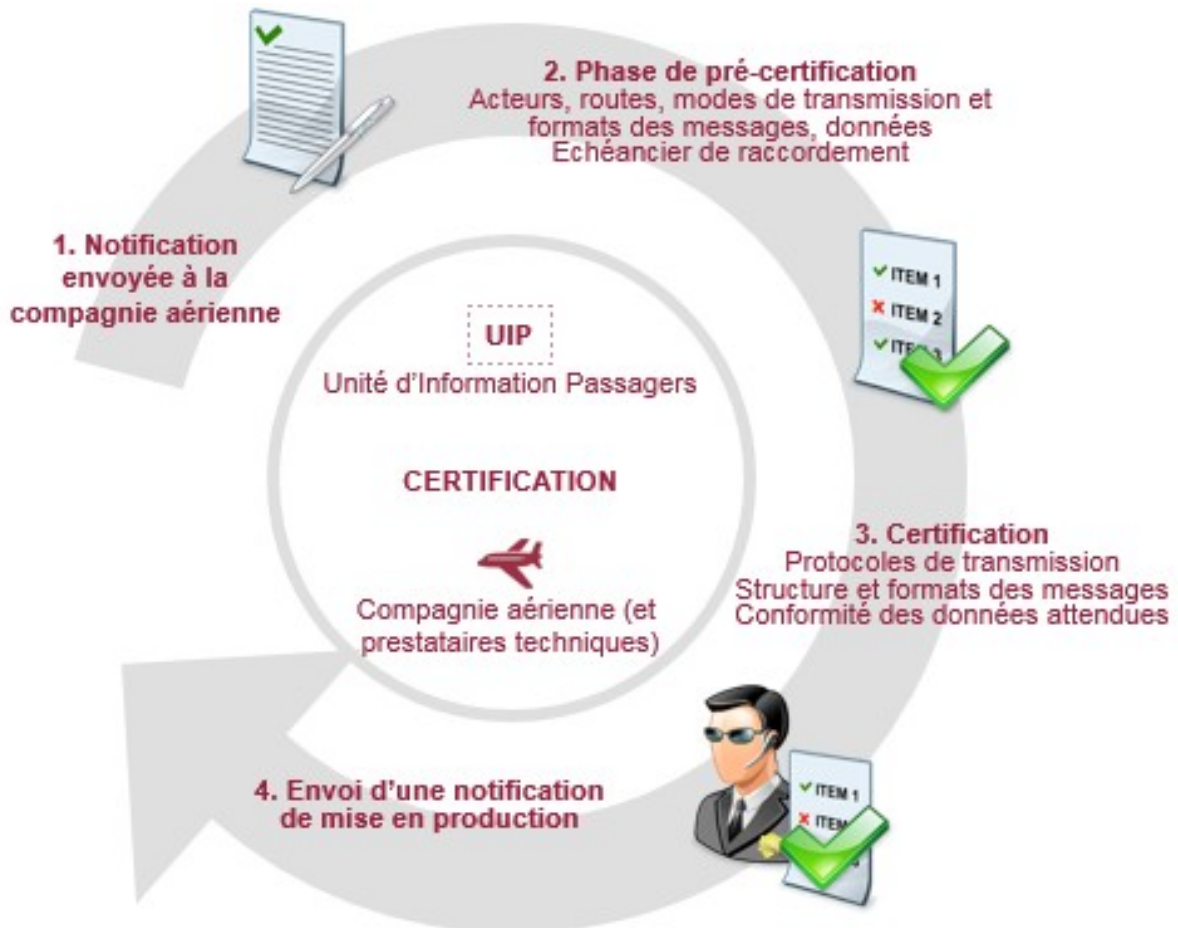 1. Notification
envoyée à la
compagnie aérienne
2. Phase de pré-certification
Acteurs, routes, modes de transmission et
formats des messages, données
Echéancier de raccordement
ITEM 1
ITEM 2
UIP
Unité d'Information Passagers
CERTIFICATION
Compagnie aérienne (et
prestataires techniques)
3. Certification
Protocoles de transmission
Structure et formats des messages
Conformité des données attendues
4. Envoi d'une notification
de mise en production
ITEM 1